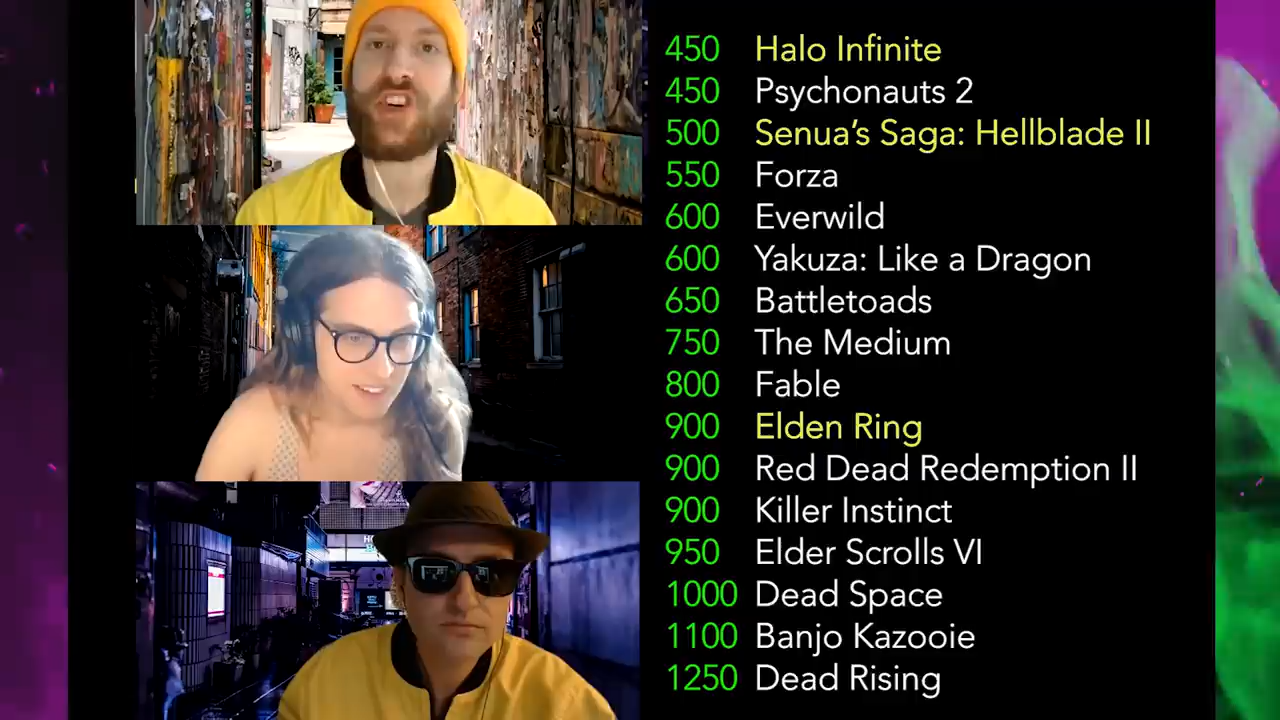 450 Halo Infinite
450 Psychonauts 2
500 Senua's Saga: Hellblade II
550 Forza
600 Everwild
600 Yakuza: Like a Dragon
650 Battletoads
750 The Medium
800 Fable
900 Elden Ring
900 Red Dead Redemption II
900 Killer Instinct
950 Elder Scrolls VI
1000 Dead Space
1100 Banjo Kazooie
1250 Dead Rising